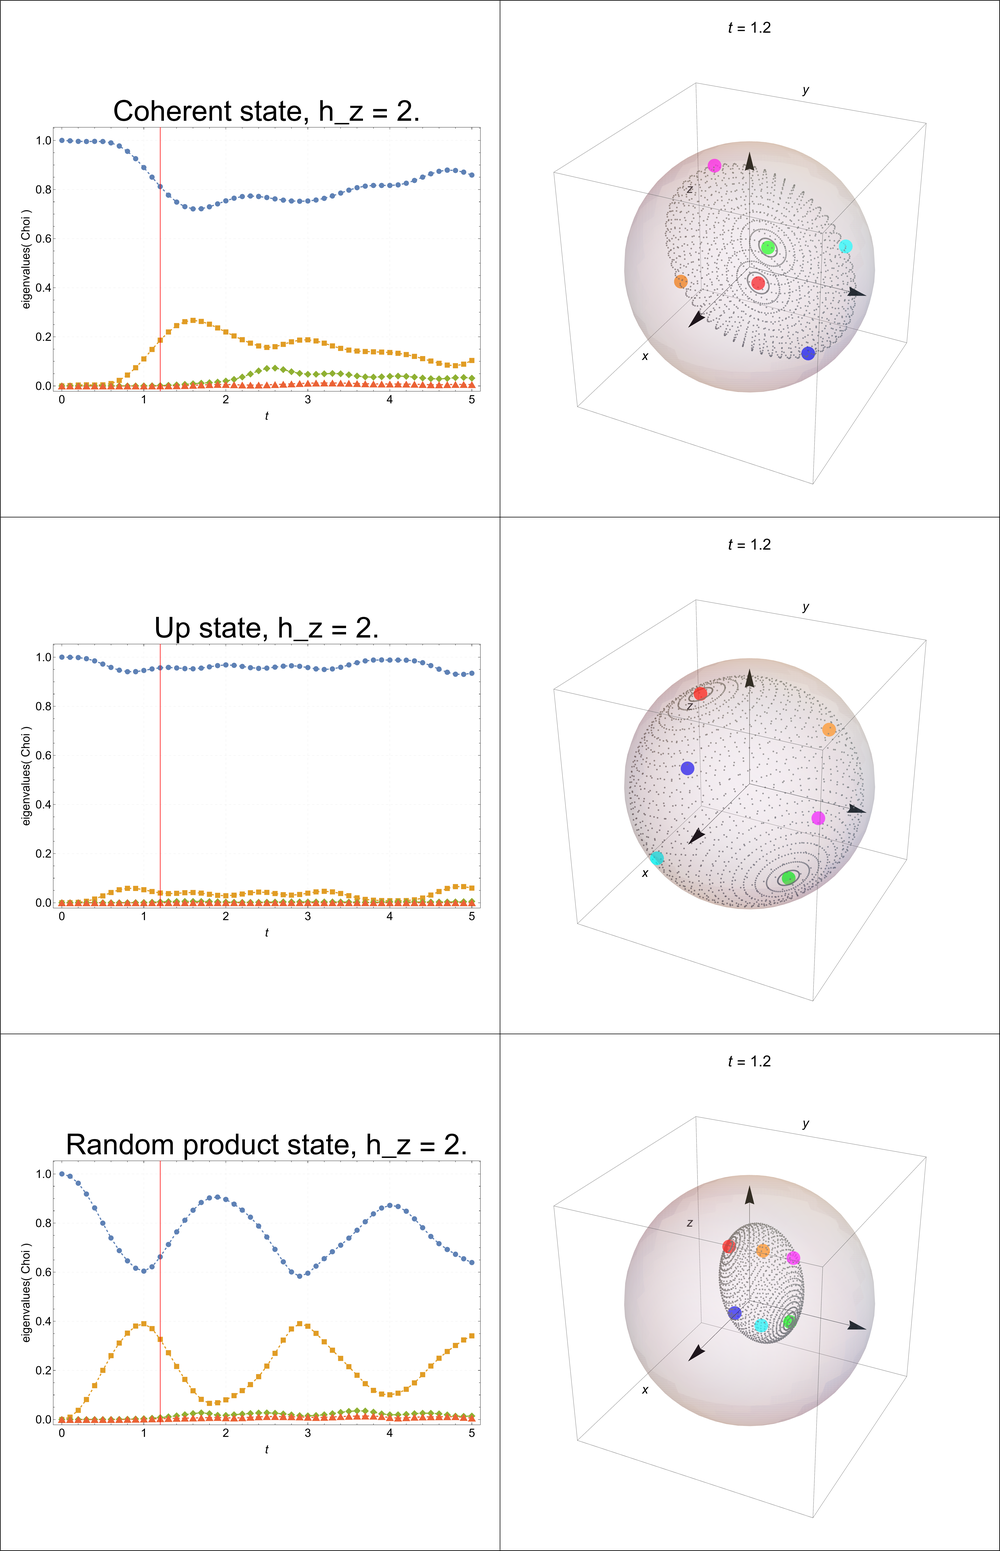 t = 1.2
y
Coherent state, h_z = 2.
1.0
0.8
z
0.6
eigenvalues( Choi )
0.4
x
0.2
0.0
0 1 2 3 4 5
t
t = 1.2
y
Up state, h_z = 2.
1.0
0.8
z
0.6
eigenvalues( Choi )
0.4
x
0.2
0.0
0 1 2 3 4 5
t
t = 1.2
y
Random product state, h_z = 2.
1.0
0.8
z
0.6
eigenvalues( Choi )
0.4
x
0.2
0.0
0 1 2 3 4 5
t